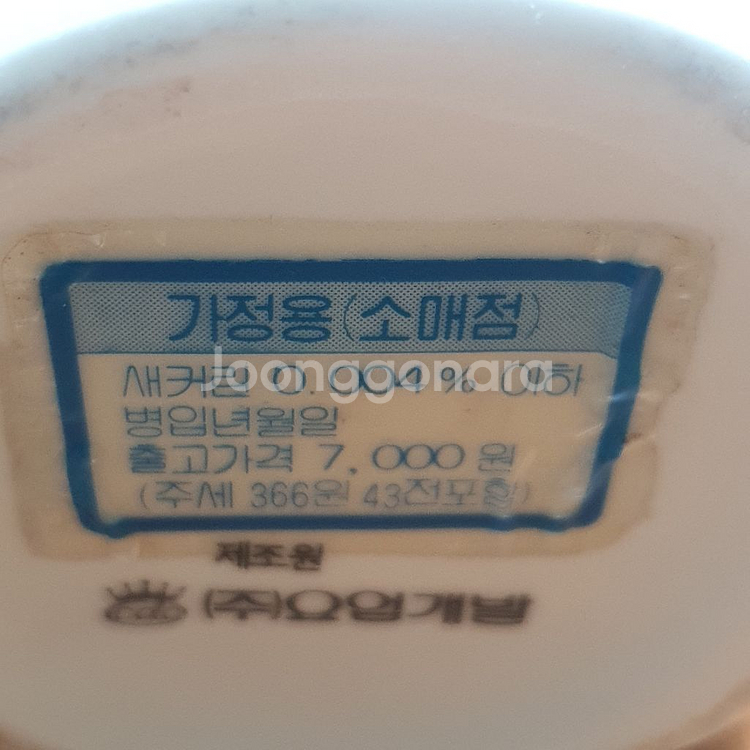 가정용(소매점)
새커린 0.004% 이하
Joonggonara
병입년월일
출고가격 7,000원
(주세 366원 43전포함)
제조원
(주)요업개발